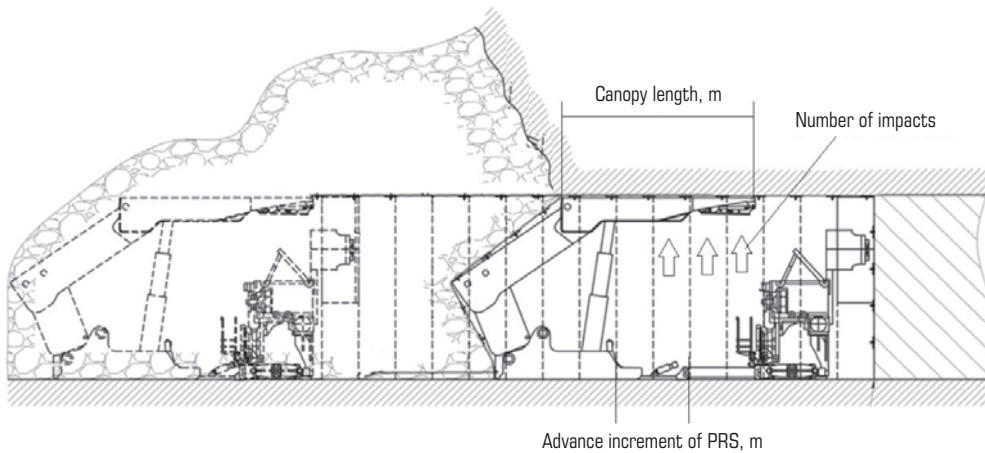 Canopy length, m
Number of impacts
Advance increment of PRS, m